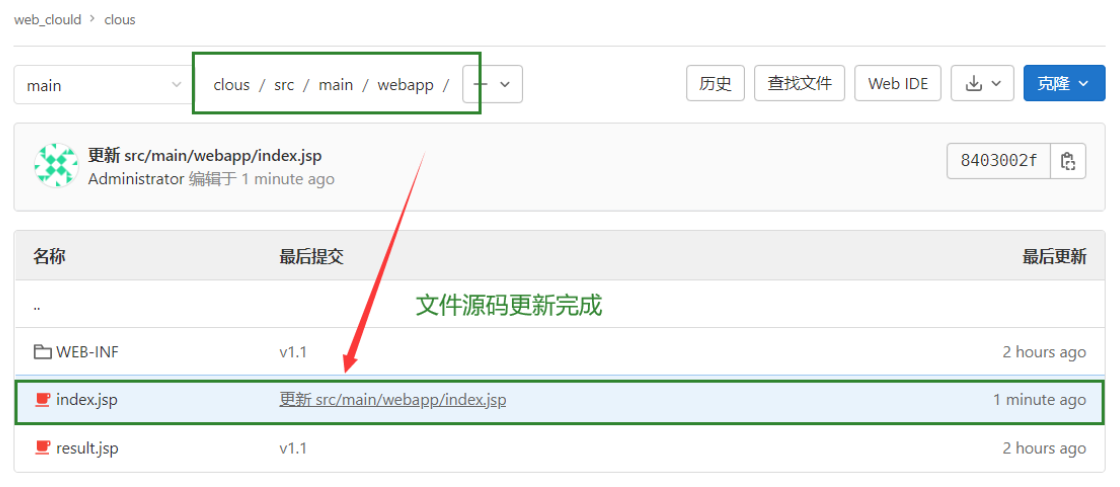 web_clould > clous
main clous / src / main / webapp / + 历史 查找文件 Web IDE 克隆
更新 src/main/webapp/index.jsp
Administrator 编辑于 1 minute ago 8403002f
名称 最后提交 最后更新
..
文件源码更新完成
WEB-INF v1.1 2 hours ago
index.jsp 更新 src/main/webapp/index.jsp 1 minute ago
result.jsp v1.1 2 hours ago